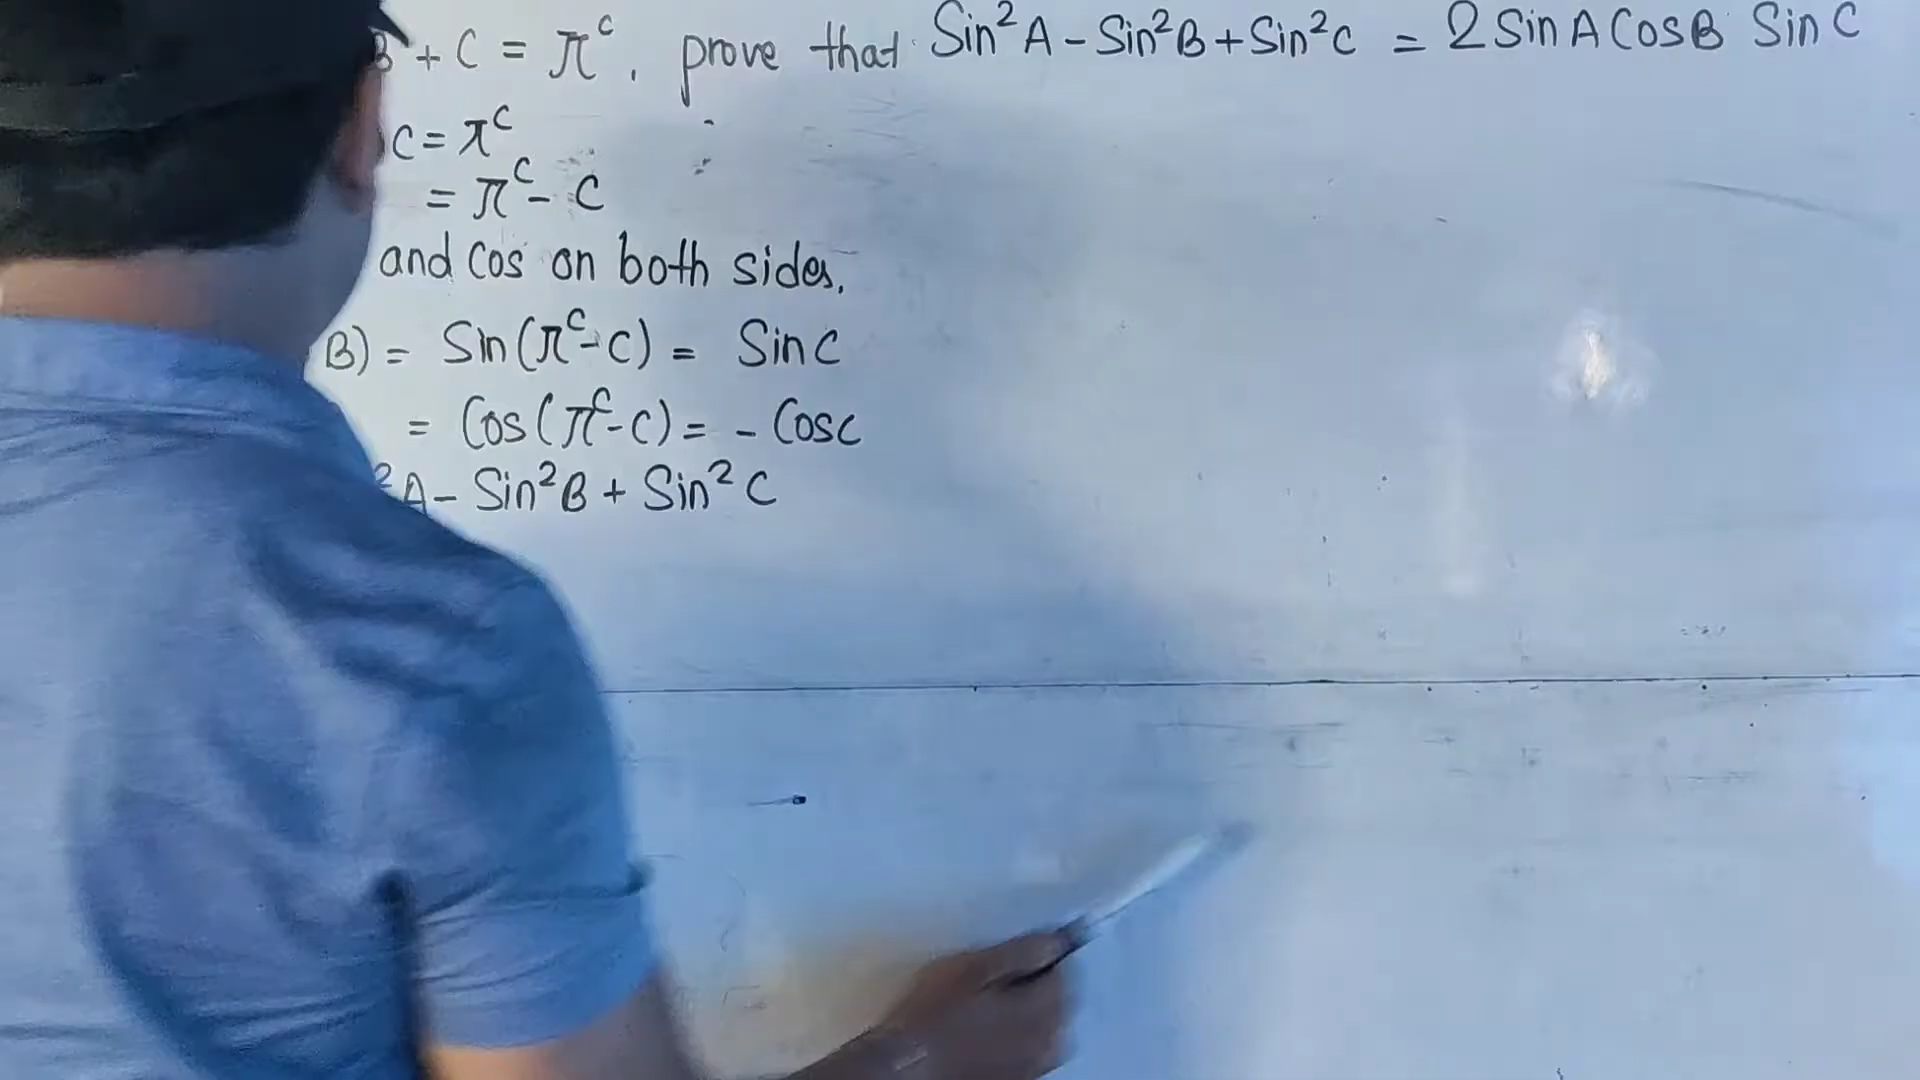 B + C = π^c, prove that Sin²A - Sin²B + Sin²C = 2 Sin A Cos B Sin C
C = π^c
= π^c - C
and Cos on both sides,
B) = Sin(π^c - C) = Sin C
= Cos(π^c - C) = - Cos C
²A - Sin²B + Sin²C